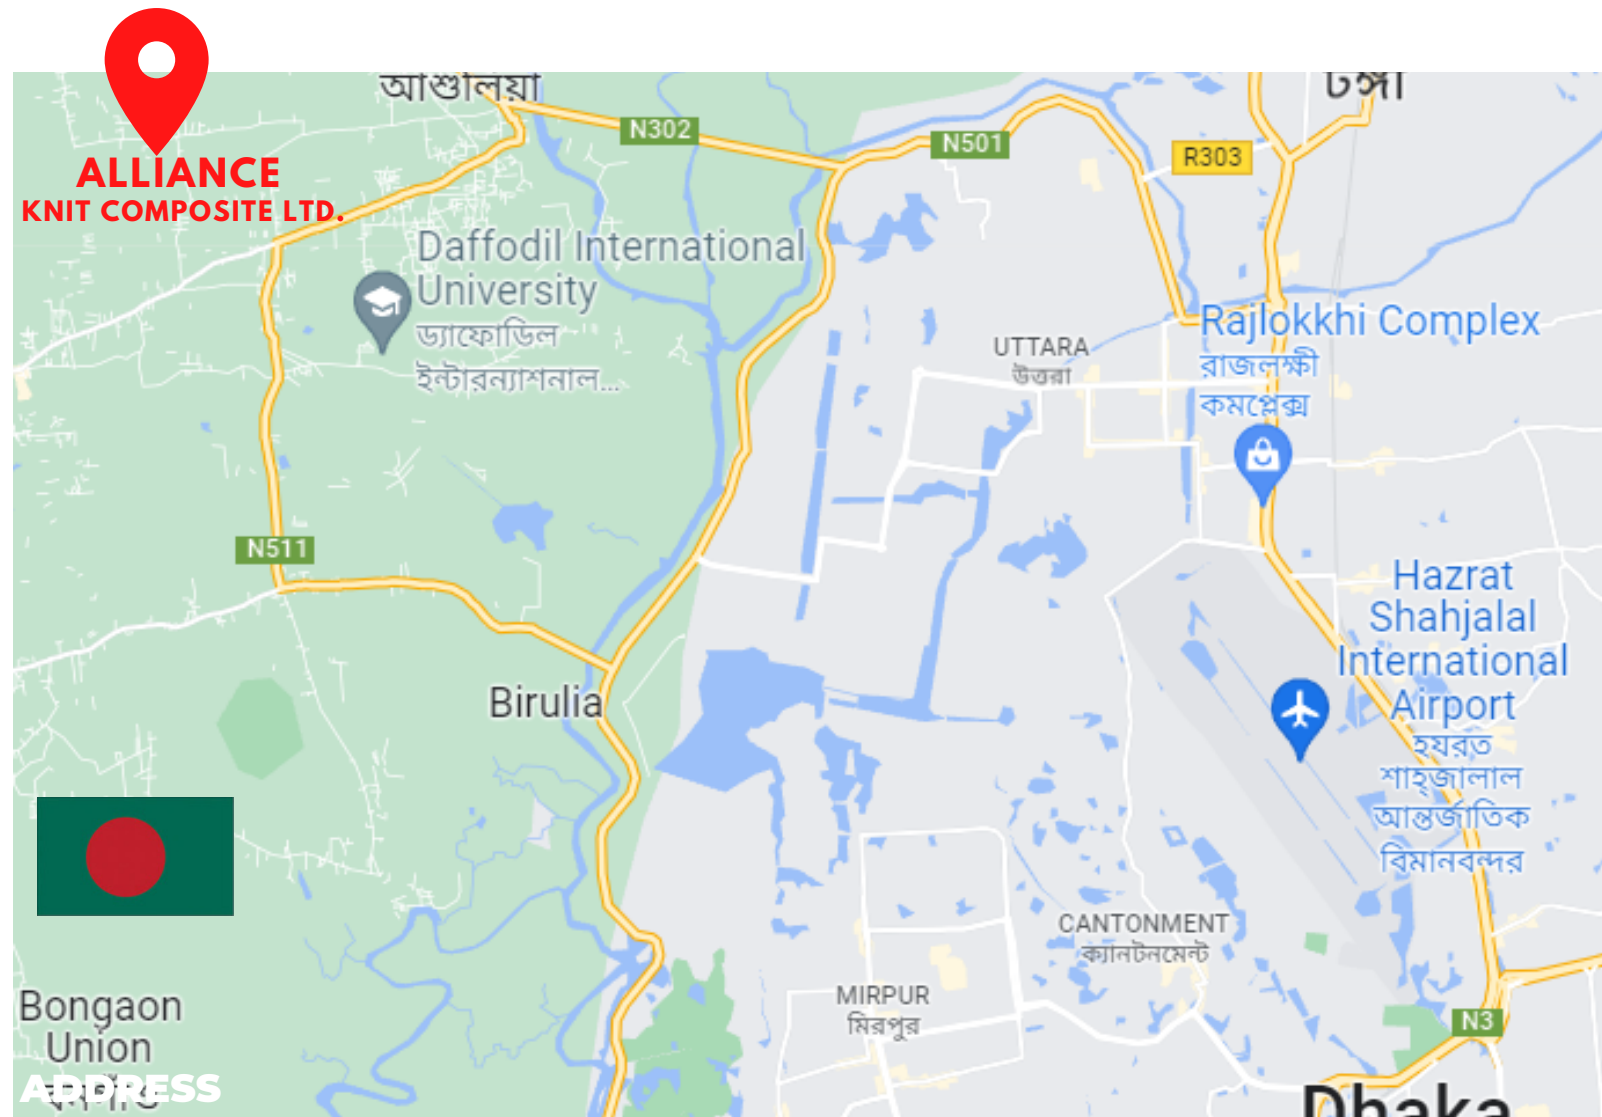 আশুলিয়া
টঙ্গী
N302
N501
R303
ALLIANCE
KNIT COMPOSITE LTD.
Daffodil International
University
ড্যাফোডিল
ইন্টারন্যাশনাল...
Rajlokkhi Complex
রাজলক্ষী
কমপ্লেক্স
UTTARA
উত্তরা
N511
Hazrat
Shahjalal
International
Airport
হযরত
শাহ্জালাল
আন্তর্জাতিক
বিমানবন্দর
Birulia
CANTONMENT
ক্যানটনমেন্ট
MIRPUR
মিরপুর
Bongaon
Union
N3
ADDRESS
Dhaka